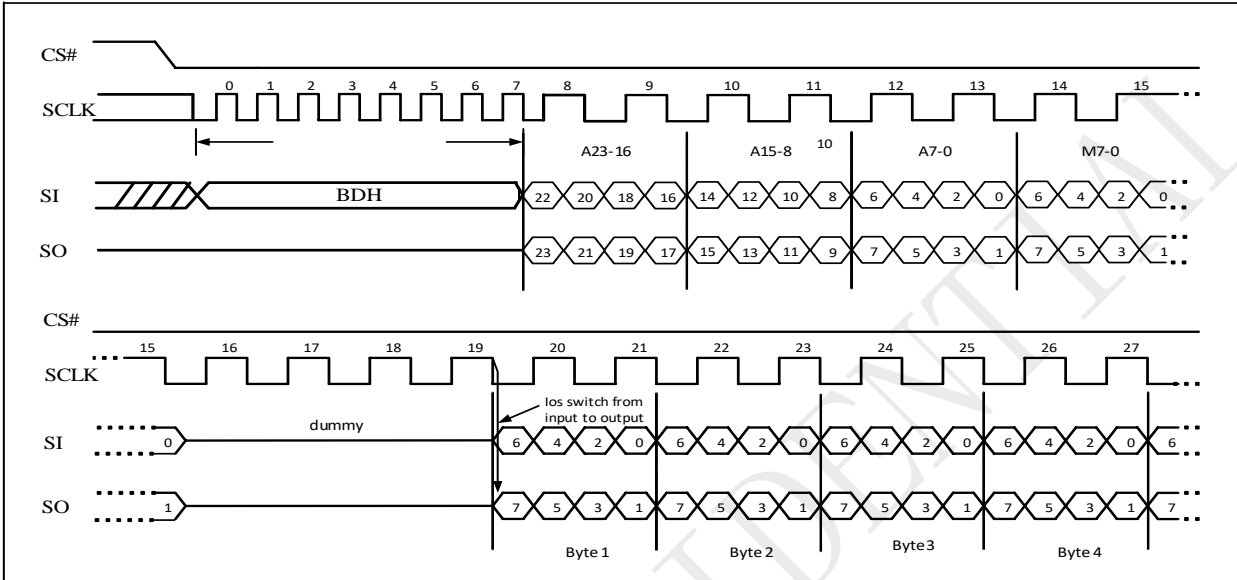 CS#
0 1 2 3 4 5 6 7 8 9 10 11 12 13 14 15
SCLK
A23-16 A15-8 10 A7-0 M7-0
SI BDH 22 20 18 16 14 12 10 8 6 4 2 0 6 4 2 0
SO 23 21 19 17 15 13 11 9 7 5 3 1 7 5 3 1
CS#
15 16 17 18 19 20 21 22 23 24 25 26 27
SCLK
Ios switch from
input to output
dummy
SI 0 6 4 2 0 6 4 2 0 6 4 2 0 6 4 2 0 6
SO 1 7 5 3 1 7 5 3 1 7 5 3 1 7 5 3 1 7
Byte 1 Byte 2 Byte 3 Byte 4